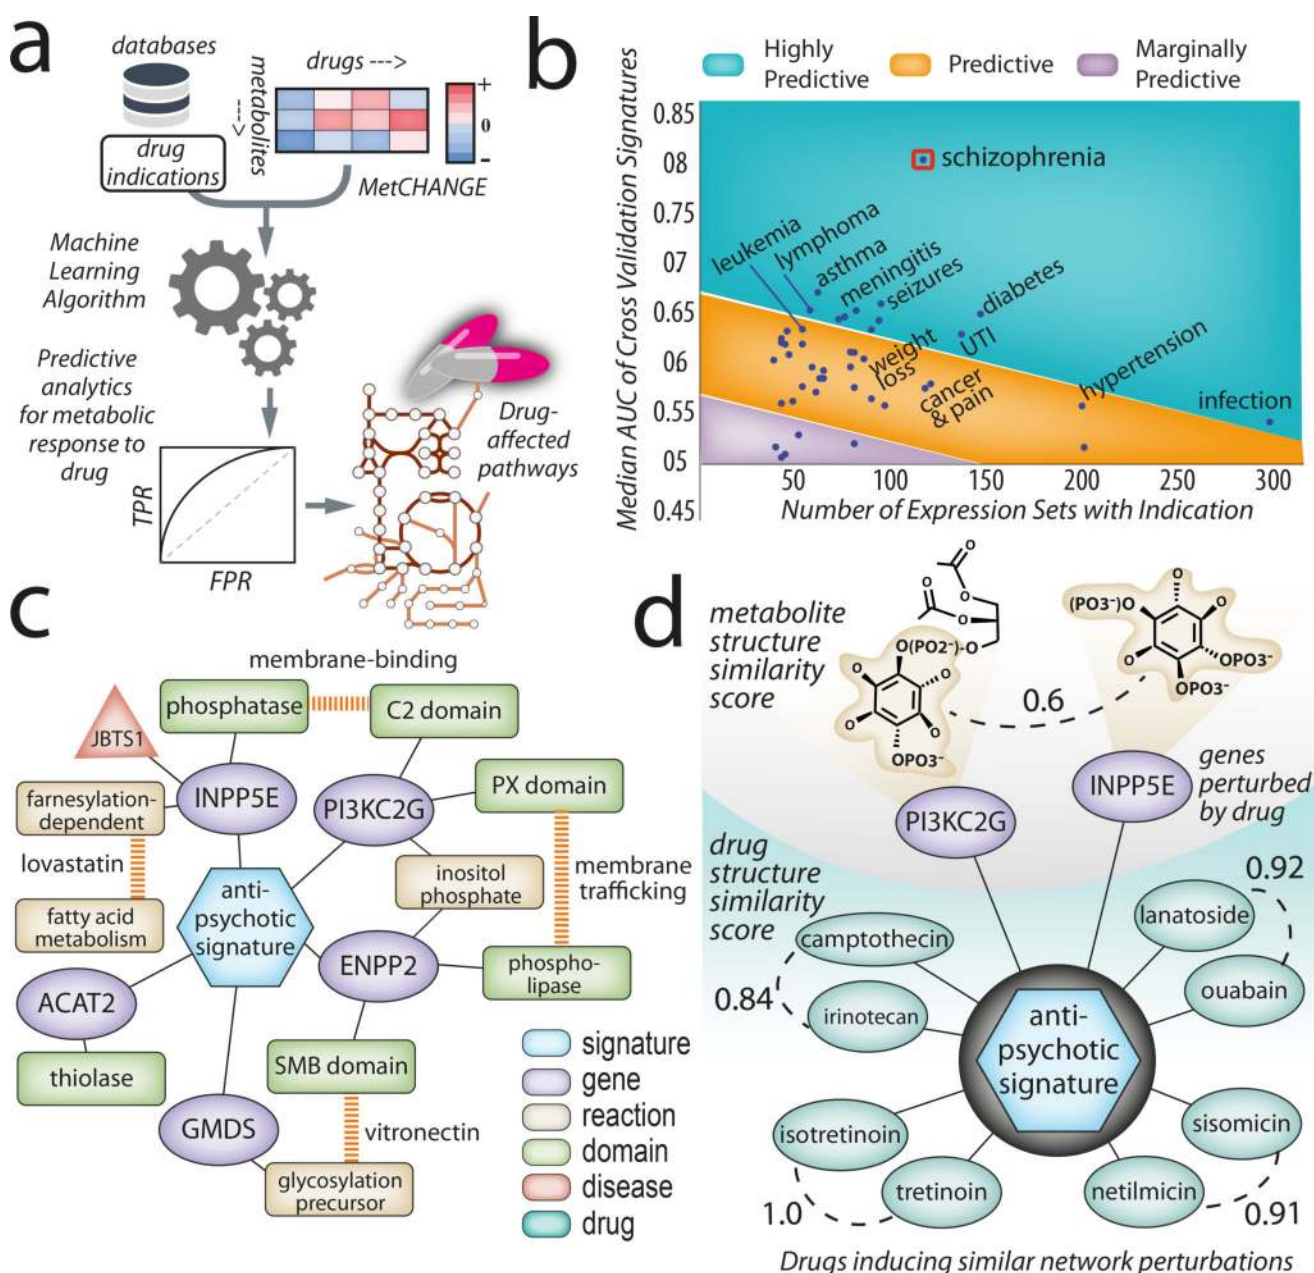 a
databases
drugs --->
<--- metabolites
+
0
-
drug
indications
MetCHANGE
Machine
Learning
Algorithm
Predictive
analytics
for metabolic
response to
drug
TPR
FPR
Drug-
affected
pathways
b
Highly
Predictive
Predictive
Marginally
Predictive
Median AUC of Cross Validation Signatures
0.85
08
0.75
07
0.65
06
0.55
05
0.45
schizophrenia
leukemia
lymphoma
asthma
meningitis
seizures
diabetes
UTI
weight
loss
cancer
& pain
hypertension
infection
50
100
150
200
250
300
Number of Expression Sets with Indication
c
membrane-binding
phosphatase
C2 domain
JBTS1
INPP5E
PI3KC2G
PX domain
farnesylation-
dependent
lovastatin
fatty acid
metabolism
anti-
psychotic
signature
inositol
phosphate
membrane
trafficking
ENPP2
phospho-
lipase
ACAT2
thiolase
SMB domain
GMDS
vitronectin
glycosylation
precursor
signature
gene
reaction
domain
disease
drug
d
metabolite
structure
similarity
score
O
O
O
O
O(PO2⁻)-O
O
O
O
O
OPO3⁻
0.6
O
(PO3⁻)O
O
O
OPO3⁻
OPO3⁻
PI3KC2G
INPP5E
genes
perturbed
by drug
drug
structure
similarity
score
camptothecin
0.84
irinotecan
lanatoside
0.92
ouabain
anti-
psychotic
signature
isotretinoin
1.0
tretinoin
netilmicin
sisomicin
0.91
Drugs inducing similar network perturbations